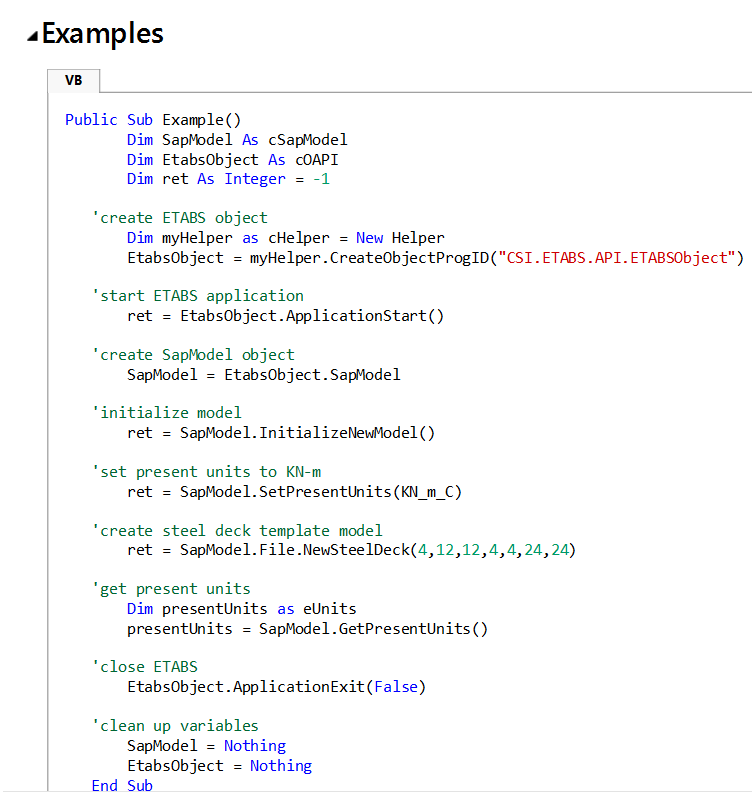 Examples
VB
Public Sub Example()
Dim SapModel As cSapModel
Dim EtabsObject As cOAPI
Dim ret As Integer = -1
'create ETABS object
Dim myHelper as cHelper = New Helper
EtabsObject = myHelper.CreateObjectProgID("CSI.ETABS.API.ETABSObject")
'start ETABS application
ret = EtabsObject.ApplicationStart()
'create SapModel object
SapModel = EtabsObject.SapModel
'initialize model
ret = SapModel.InitializeNewModel()
'set present units to KN-m
ret = SapModel.SetPresentUnits(KN_m_C)
'create steel deck template model
ret = SapModel.File.NewSteelDeck(4,12,12,4,4,24,24)
'get present units
Dim presentUnits as eUnits
presentUnits = SapModel.GetPresentUnits()
'close ETABS
EtabsObject.ApplicationExit(False)
'clean up variables
SapModel = Nothing
EtabsObject = Nothing
End Sub